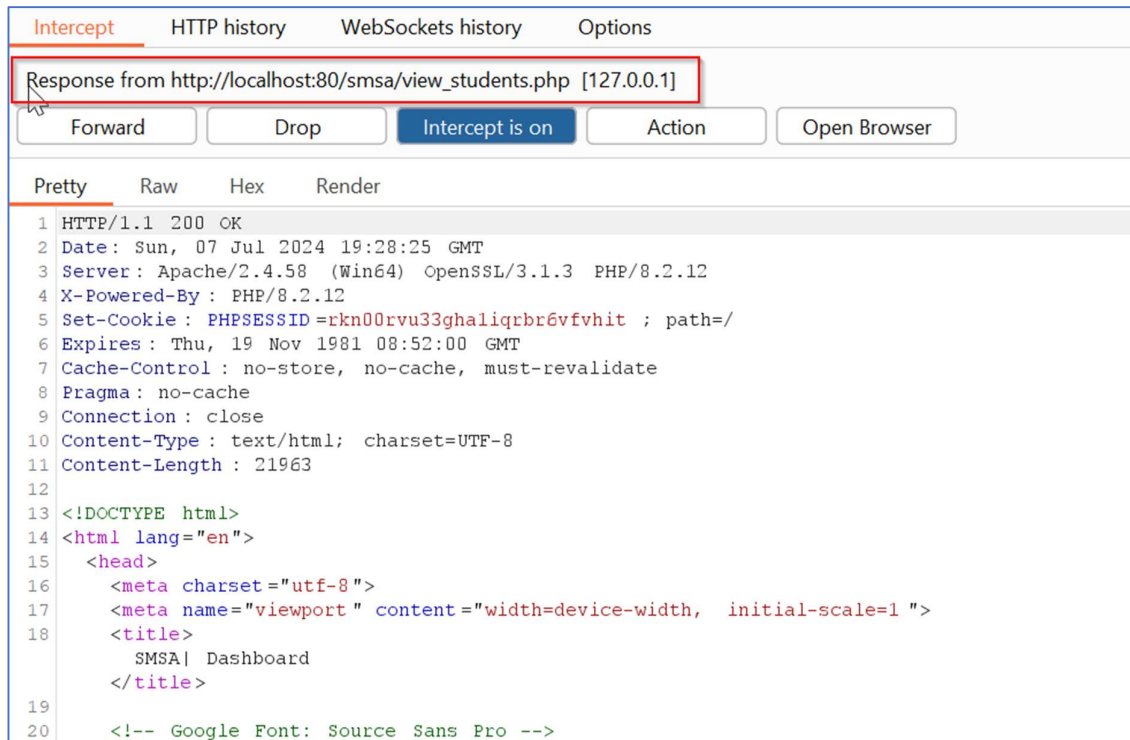 Intercept HTTP history WebSockets history Options
Response from http://localhost:80/smsa/view_students.php [127.0.0.1]
Forward Drop Intercept is on Action Open Browser
Pretty Raw Hex Render
1 HTTP/1.1 200 OK
2 Date: Sun, 07 Jul 2024 19:28:25 GMT
3 Server: Apache/2.4.58 (Win64) OpenSSL/3.1.3 PHP/8.2.12
4 X-Powered-By: PHP/8.2.12
5 Set-Cookie: PHPSESSID=rkn00rvu33gha1iqrbr6vfvhit; path=/
6 Expires: Thu, 19 Nov 1981 08:52:00 GMT
7 Cache-Control: no-store, no-cache, must-revalidate
8 Pragma: no-cache
9 Connection: close
10 Content-Type: text/html; charset=UTF-8
11 Content-Length: 21963
12
13 <!DOCTYPE html>
14 <html lang="en">
15 <head>
16 <meta charset="utf-8">
17 <meta name="viewport" content="width=device-width, initial-scale=1">
18 <title>
SMSA| Dashboard
</title>
19
20 <!-- Google Font: Source Sans Pro -->